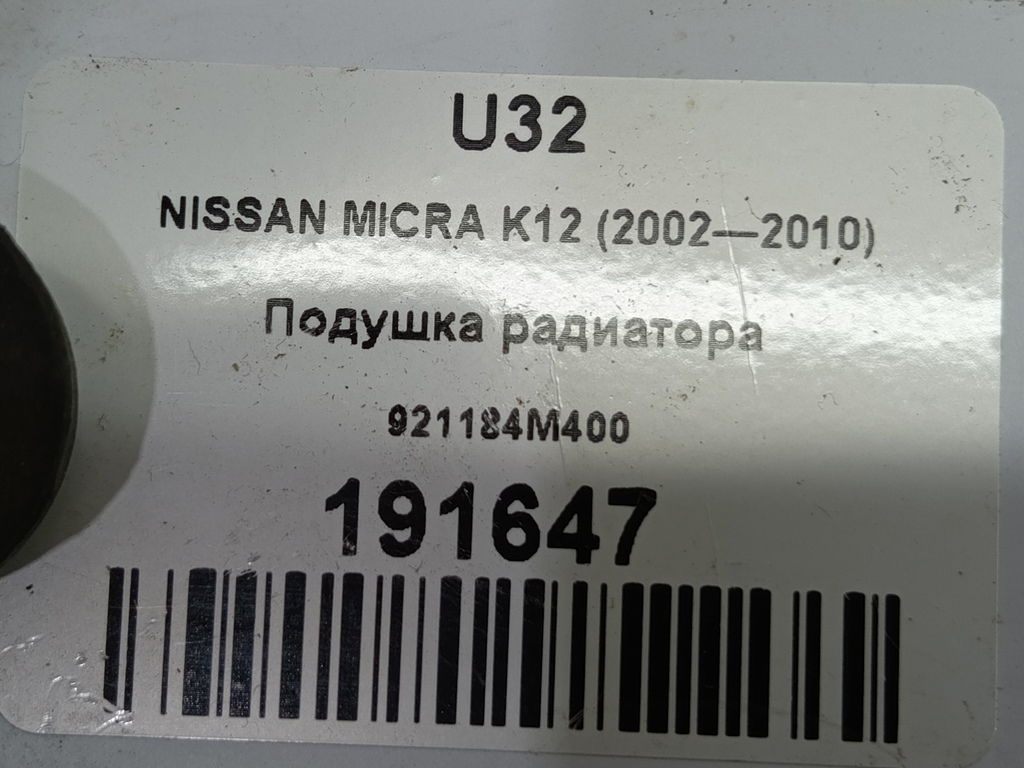 U32
NISSAN MICRA K12 (2002—2010)
Подушка радиатора
921184M400
191647